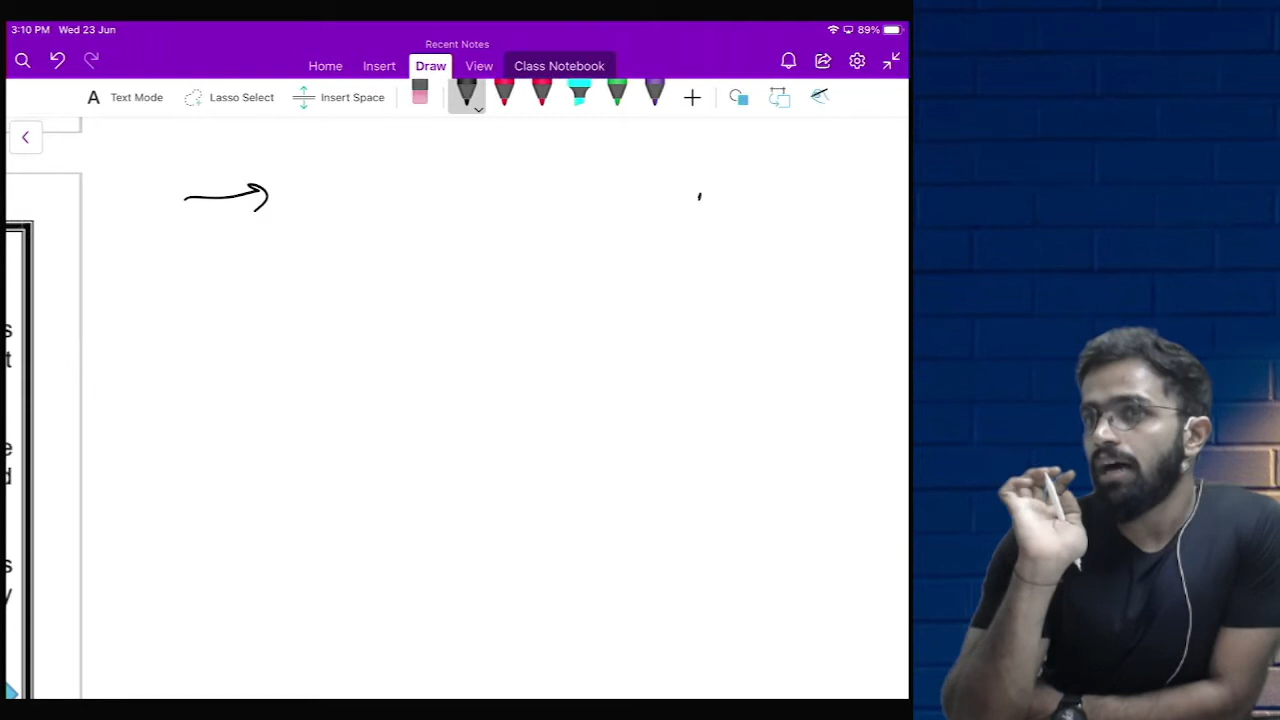 3:10 PM Wed 23 Jun 89%
Recent Notes
Home Insert Draw View Class Notebook
A Text Mode Lasso Select Insert Space
s
t
e
d
s
y